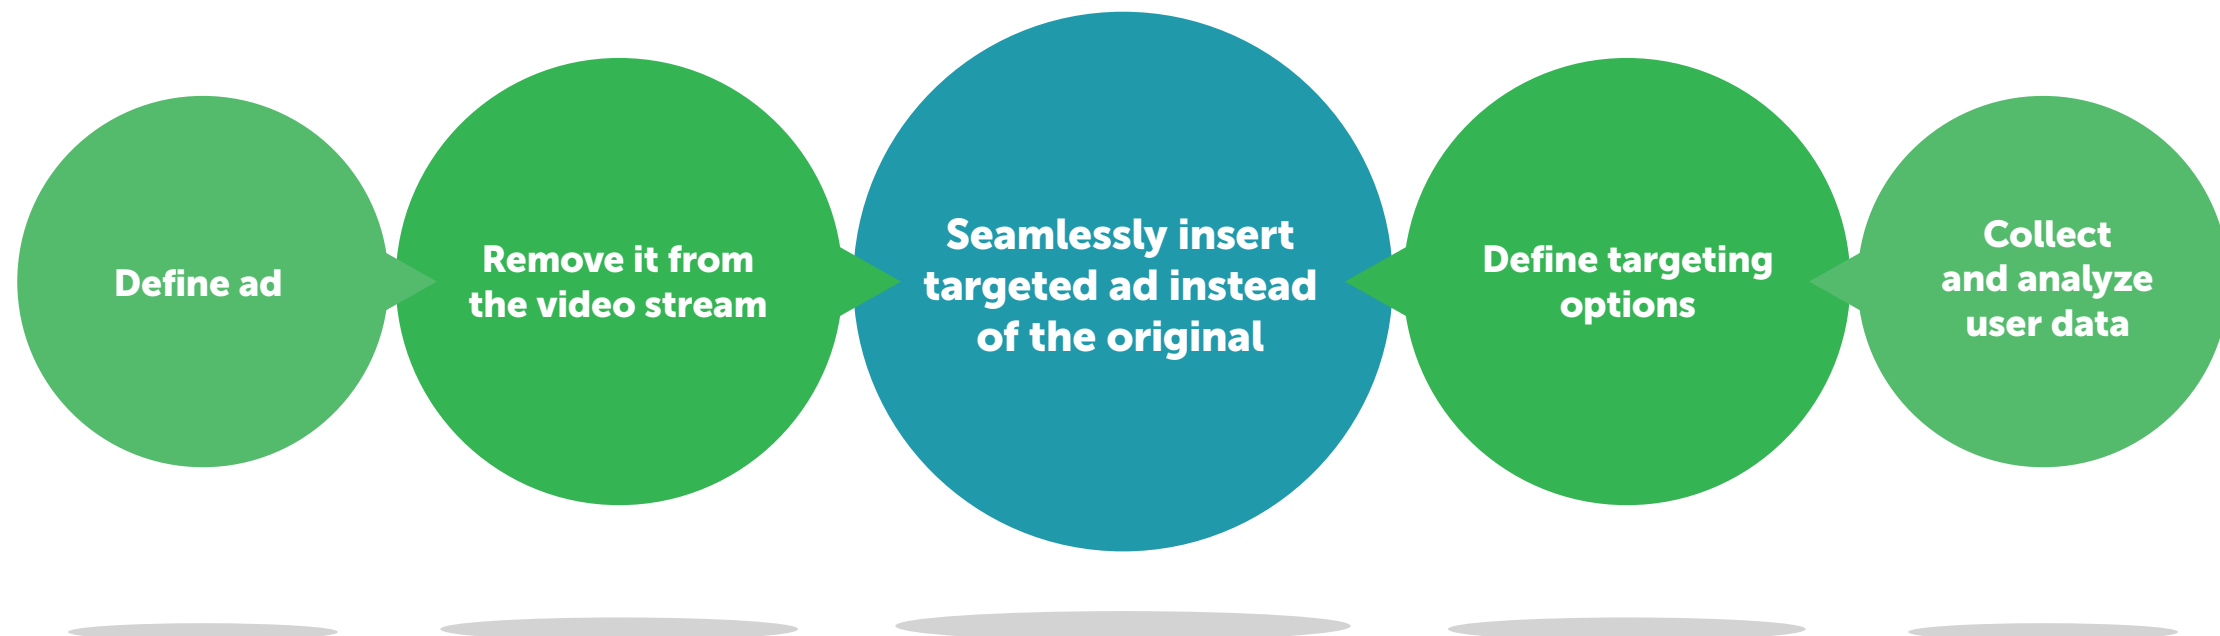 Define ad
Remove it from
the video stream
Seamlessly insert
targeted ad instead
of the original
Define targeting
options
Collect
and analyze
user data